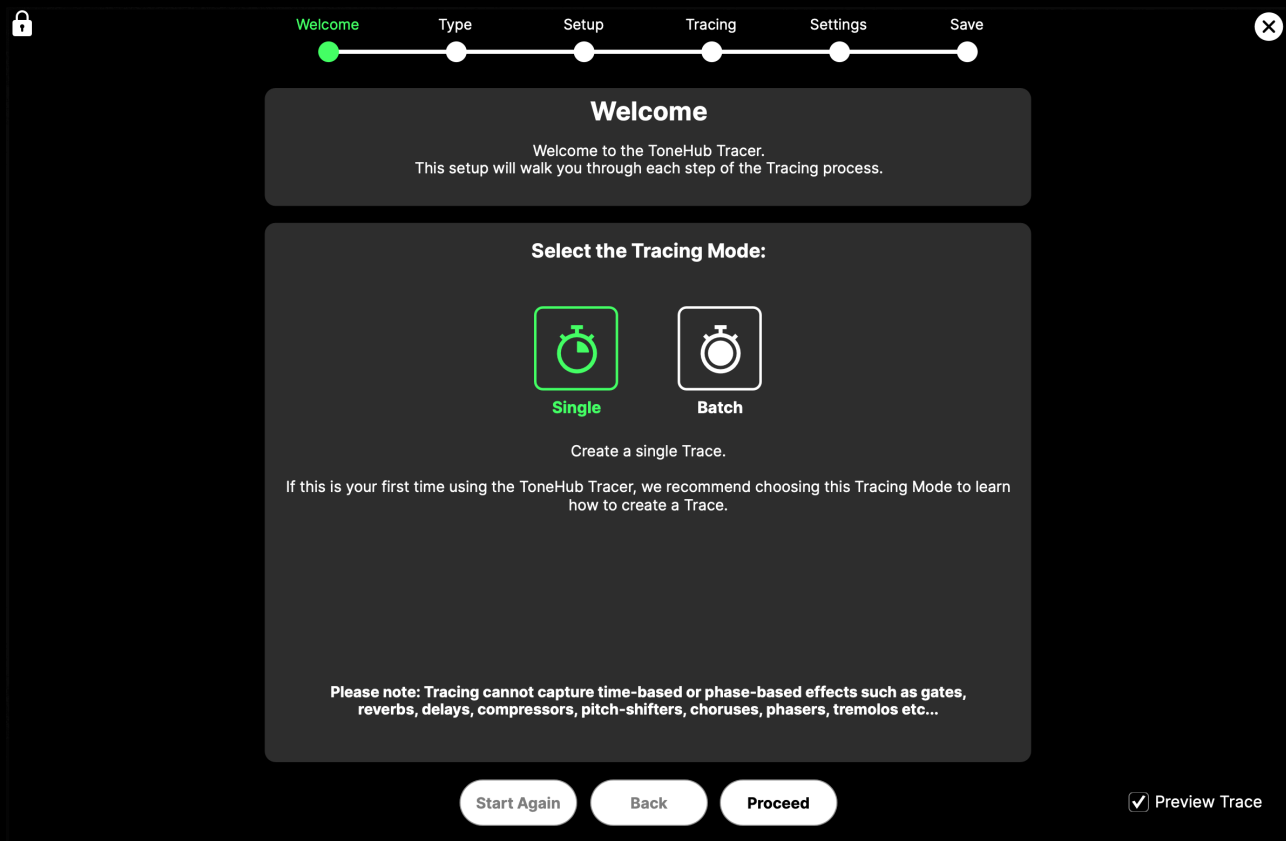 Welcome
Type
Setup
Tracing
Settings
Save
Welcome
Welcome to the ToneHub Tracer.
This setup will walk you through each step of the Tracing process.
Select the Tracing Mode:
Single
Batch
Create a single Trace.
If this is your first time using the ToneHub Tracer, we recommend choosing this Tracing Mode to learn
how to create a Trace.
Please note: Tracing cannot capture time-based or phase-based effects such as gates,
reverbs, delays, compressors, pitch-shifters, choruses, phasers, tremolos etc...
Start Again
Back
Proceed
Preview Trace